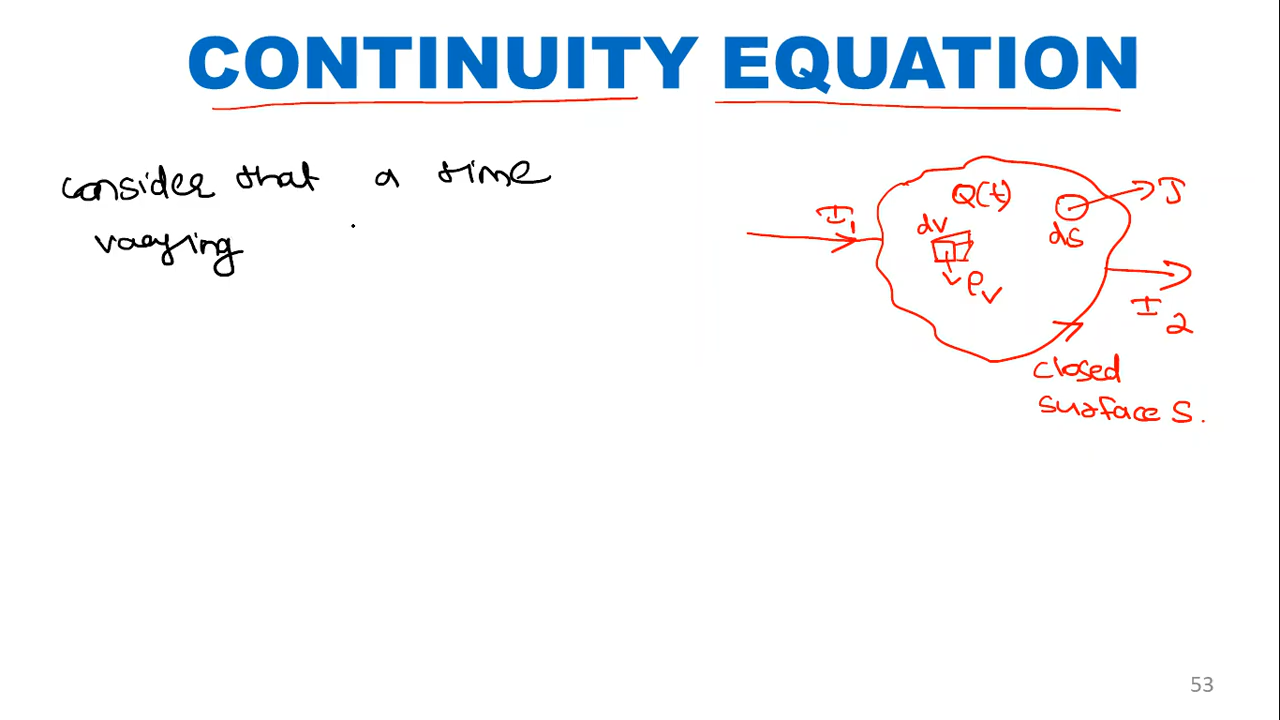 CONTINUITY EQUATION
consider that a time
varying
Q(t)
J
I1
dv
ds
ρv
I2
closed
surface S.
53